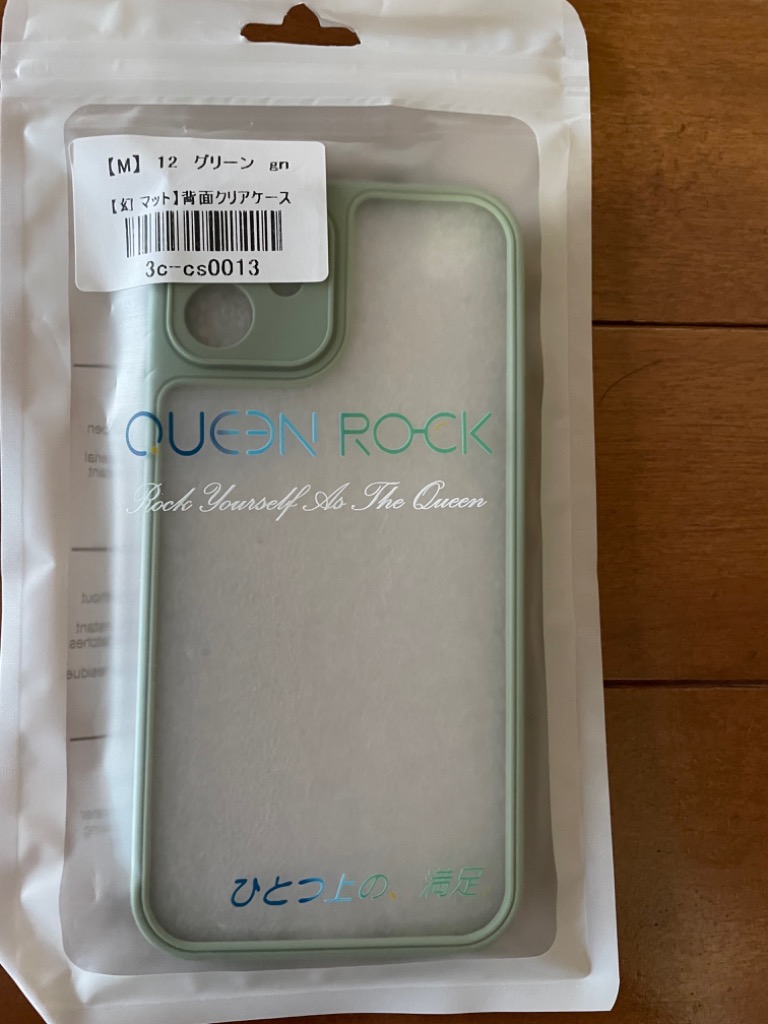 【M】 12 グリーン gn
【幻 マット】背面クリアケース
3c-cs0013
QUEEN ROCK
Rock Yourself As The Queen
ひとつ上の、満足。